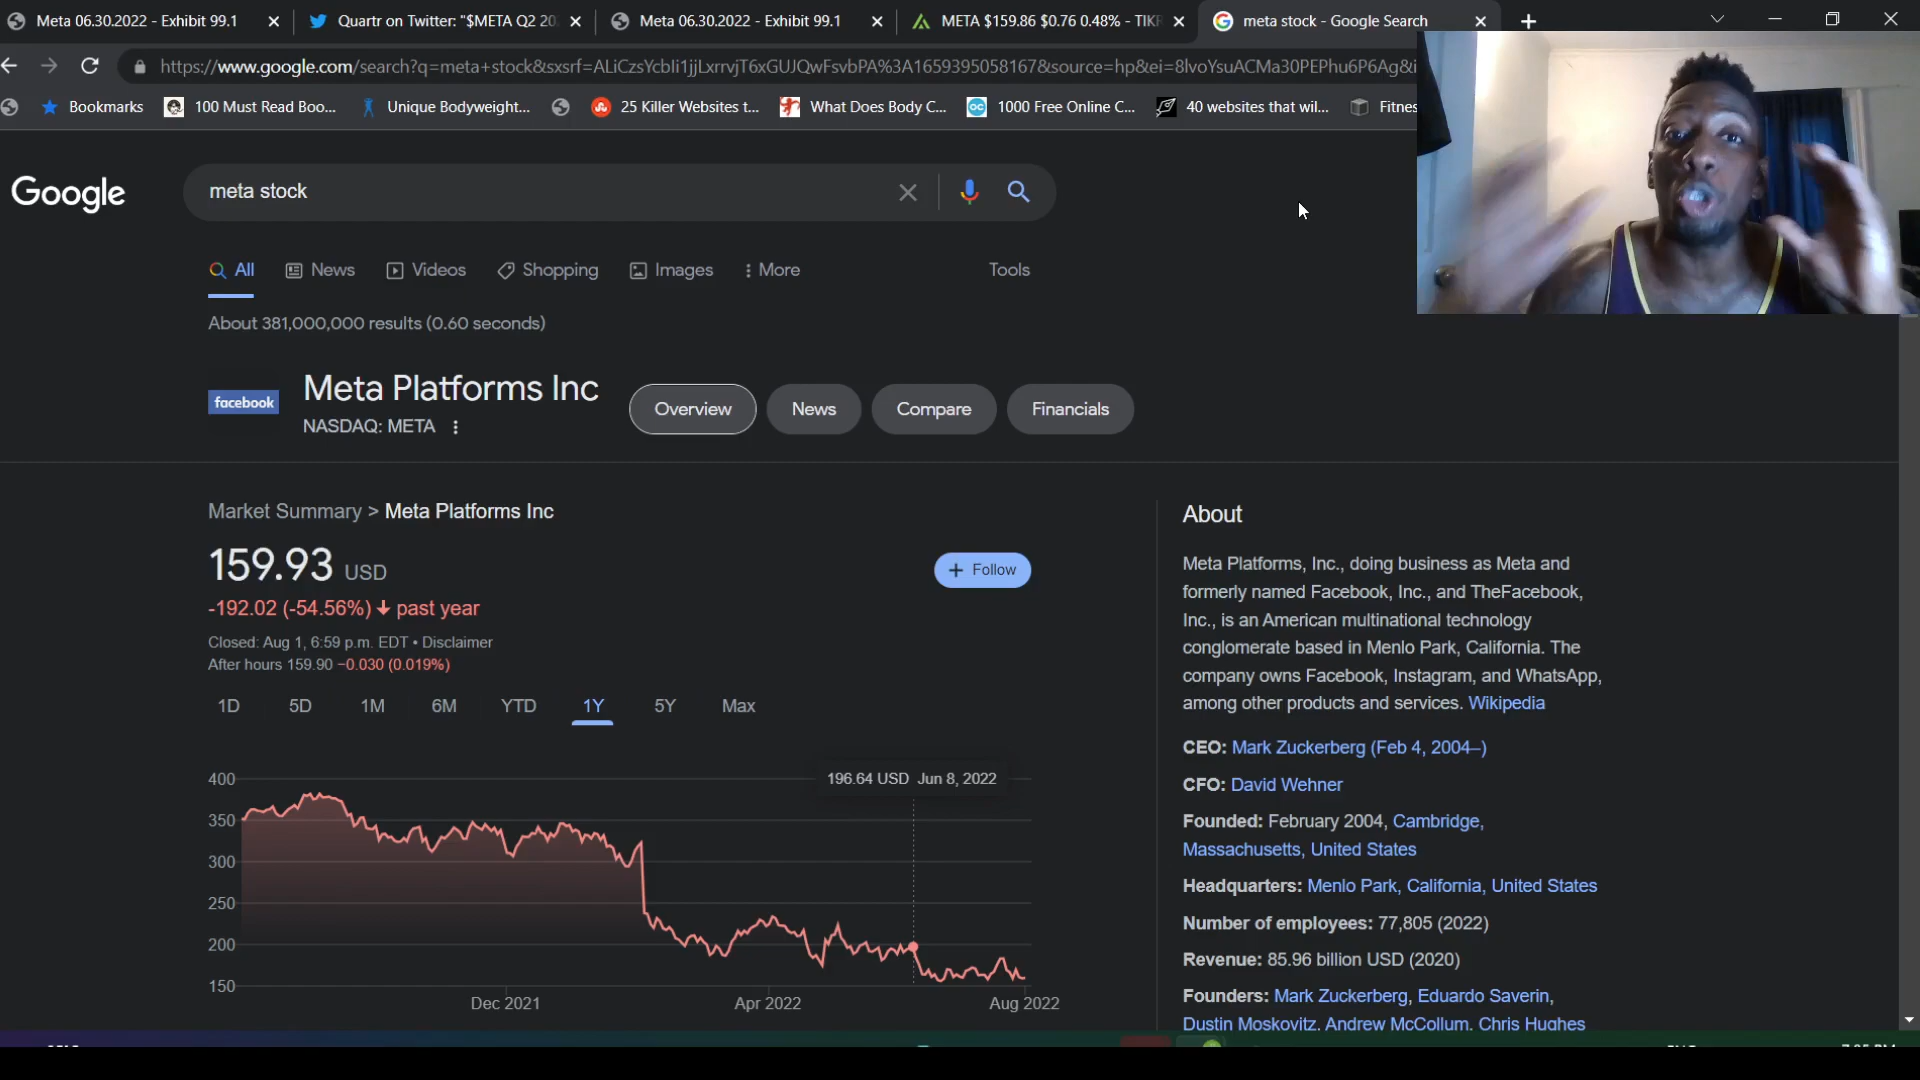 Meta 06.30.2022 - Exhibit 99.1
Quartr on Twitter: "$META Q2 20
Meta 06.30.2022 - Exhibit 99.1
META $159.86 $0.76 0.48% - TIKR
meta stock - Google Search
https://www.google.com/search?q=meta+stock&sxsrf=ALiCzsYcbIi1jjLxrrvjT6xGUJQwFsvbPA%3A1659395058167&source=hp&ei=8lvoYsuACMa30PEPhu6P6Ag&i
Bookmarks
100 Must Read Boo...
Unique Bodyweight...
25 Killer Websites t...
What Does Body C...
1000 Free Online C...
40 websites that wil...
Fitnes
Google
meta stock
All
News
Videos
Shopping
Images
More
Tools
About 381,000,000 results (0.60 seconds)
facebook
Meta Platforms Inc
NASDAQ: META
Overview
News
Compare
Financials
Market Summary > Meta Platforms Inc
159.93 USD
+ Follow
-192.02 (-54.56%) past year
Closed: Aug 1, 6:59 p.m. EDT • Disclaimer
After hours 159.90 −0.030 (0.019%)
1D
5D
1M
6M
YTD
1Y
5Y
Max
196.64 USD Jun 8, 2022
400
350
300
250
200
150
Dec 2021
Apr 2022
Aug 2022
About
Meta Platforms, Inc., doing business as Meta and
formerly named Facebook, Inc., and TheFacebook,
Inc., is an American multinational technology
conglomerate based in Menlo Park, California. The
company owns Facebook, Instagram, and WhatsApp,
among other products and services. Wikipedia
CEO: Mark Zuckerberg (Feb 4, 2004–)
CFO: David Wehner
Founded: February 2004, Cambridge,
Massachusetts, United States
Headquarters: Menlo Park, California, United States
Number of employees: 77,805 (2022)
Revenue: 85.96 billion USD (2020)
Founders: Mark Zuckerberg, Eduardo Saverin,
Dustin Moskovitz, Andrew McCollum, Chris Hughes